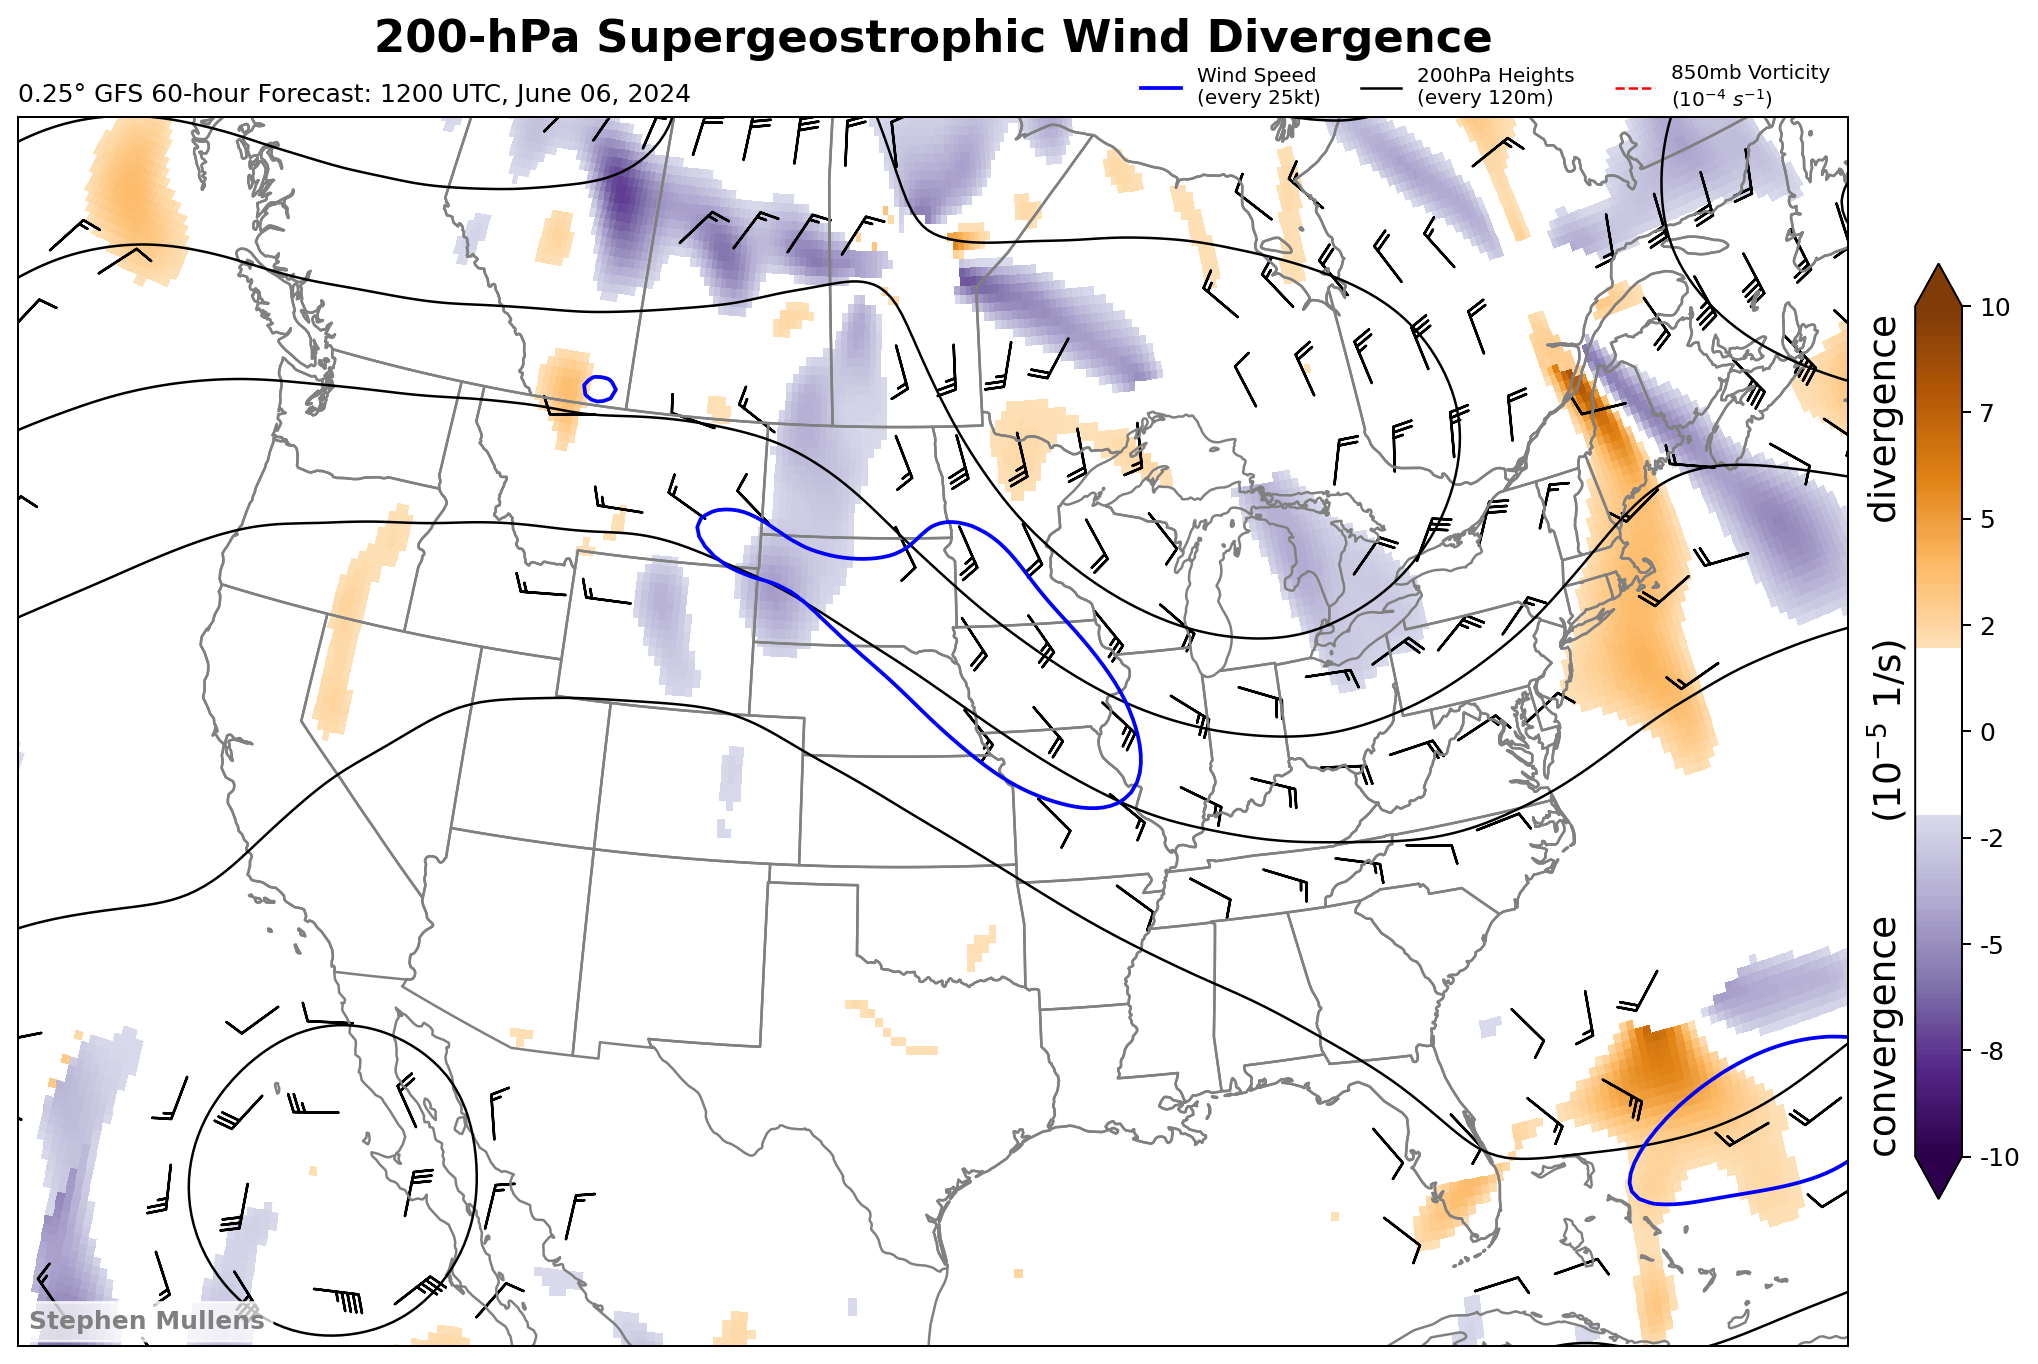 200-hPa Supergeostrophic Wind Divergence
0.25° GFS 60-hour Forecast: 1200 UTC, June 06, 2024
Wind Speed
(every 25kt)
200hPa Heights
(every 120m)
850mb Vorticity
(10⁻⁴ s⁻¹)
10
7
5
2
0
-2
-5
-8
-10
convergence (10⁻⁵ 1/s) divergence
Stephen Mullens